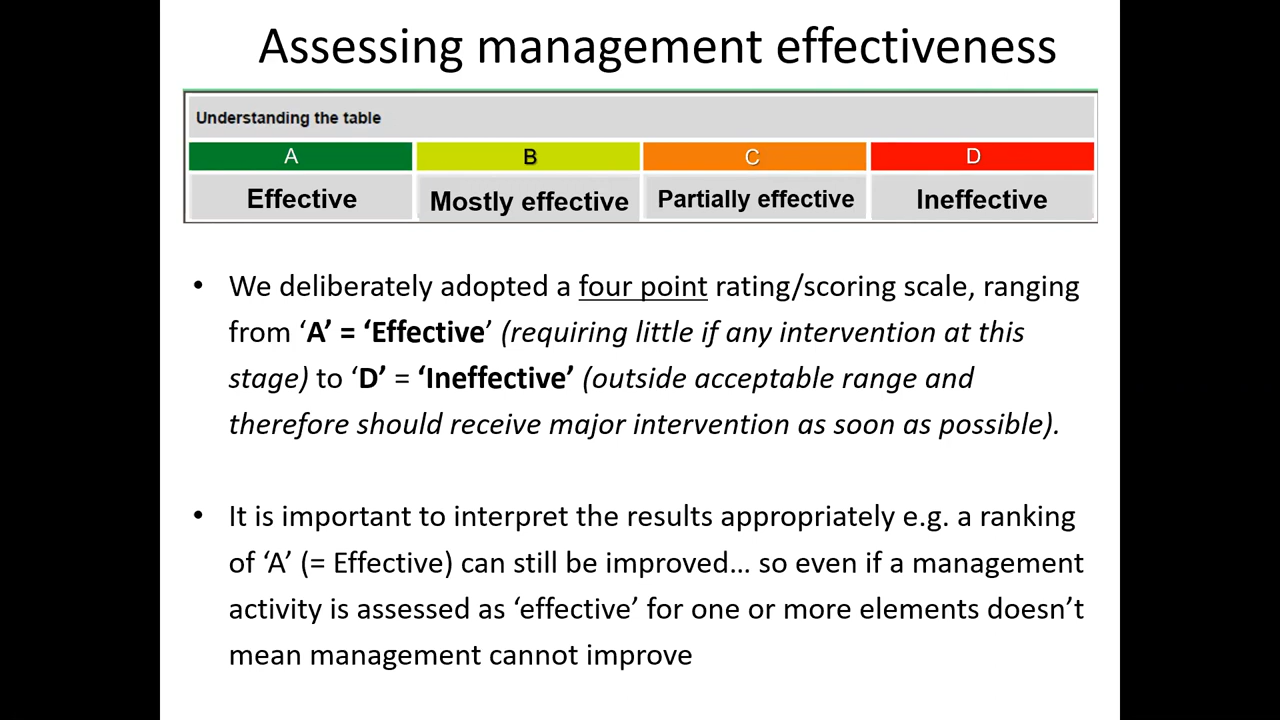 Assessing management effectiveness
Understanding the table
A B C D
Effective Mostly effective Partially effective Ineffective
• We deliberately adopted a four point rating/scoring scale, ranging
from ‘A’ = ‘Effective’ (requiring little if any intervention at this
stage) to ‘D’ = ‘Ineffective’ (outside acceptable range and
therefore should receive major intervention as soon as possible).
• It is important to interpret the results appropriately e.g. a ranking
of ‘A’ (= Effective) can still be improved… so even if a management
activity is assessed as ‘effective’ for one or more elements doesn’t
mean management cannot improve